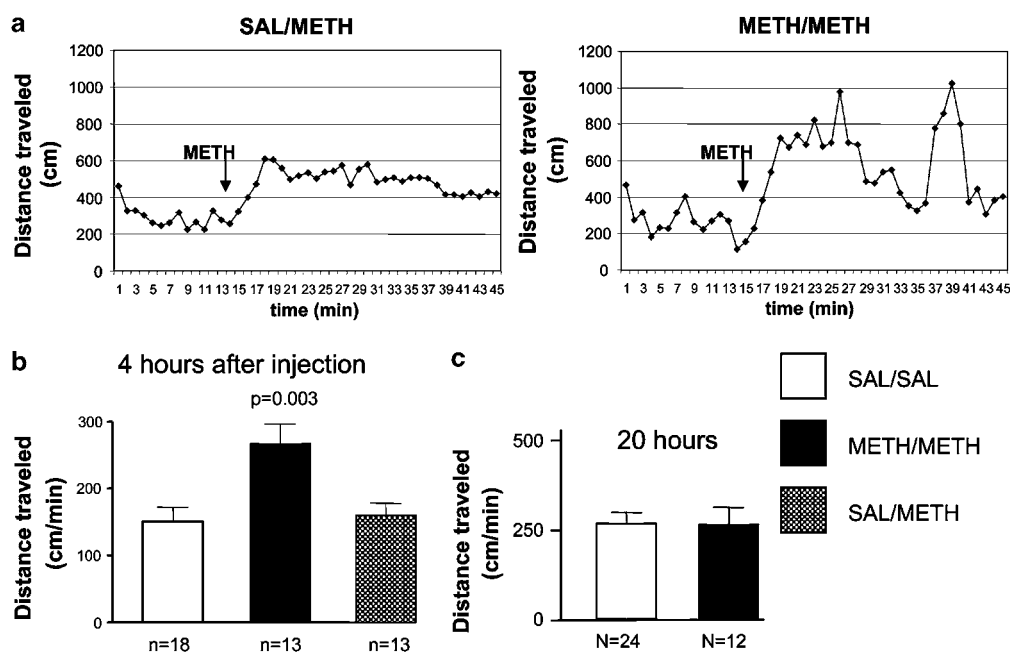 a
SAL/METH
METH/METH
Distance traveled
(cm)
1200
1000
800
600
400
200
0
METH
1 3 5 7 9 11 13 15 17 19 21 23 25 27 29 31 33 35 37 39 41 43 45
time (min)
Distance traveled
(cm)
1200
1000
800
600
400
200
0
METH
1 3 5 7 9 11 13 15 17 19 21 23 25 27 29 31 33 35 37 39 41 43 45
time (min)
b
4 hours after injection
p=0.003
Distance traveled
(cm/min)
300
200
100
0
n=18 n=13 n=13
c
20 hours
Distance traveled
(cm/min)
500
250
0
N=24 N=12
SAL/SAL
METH/METH
SAL/METH